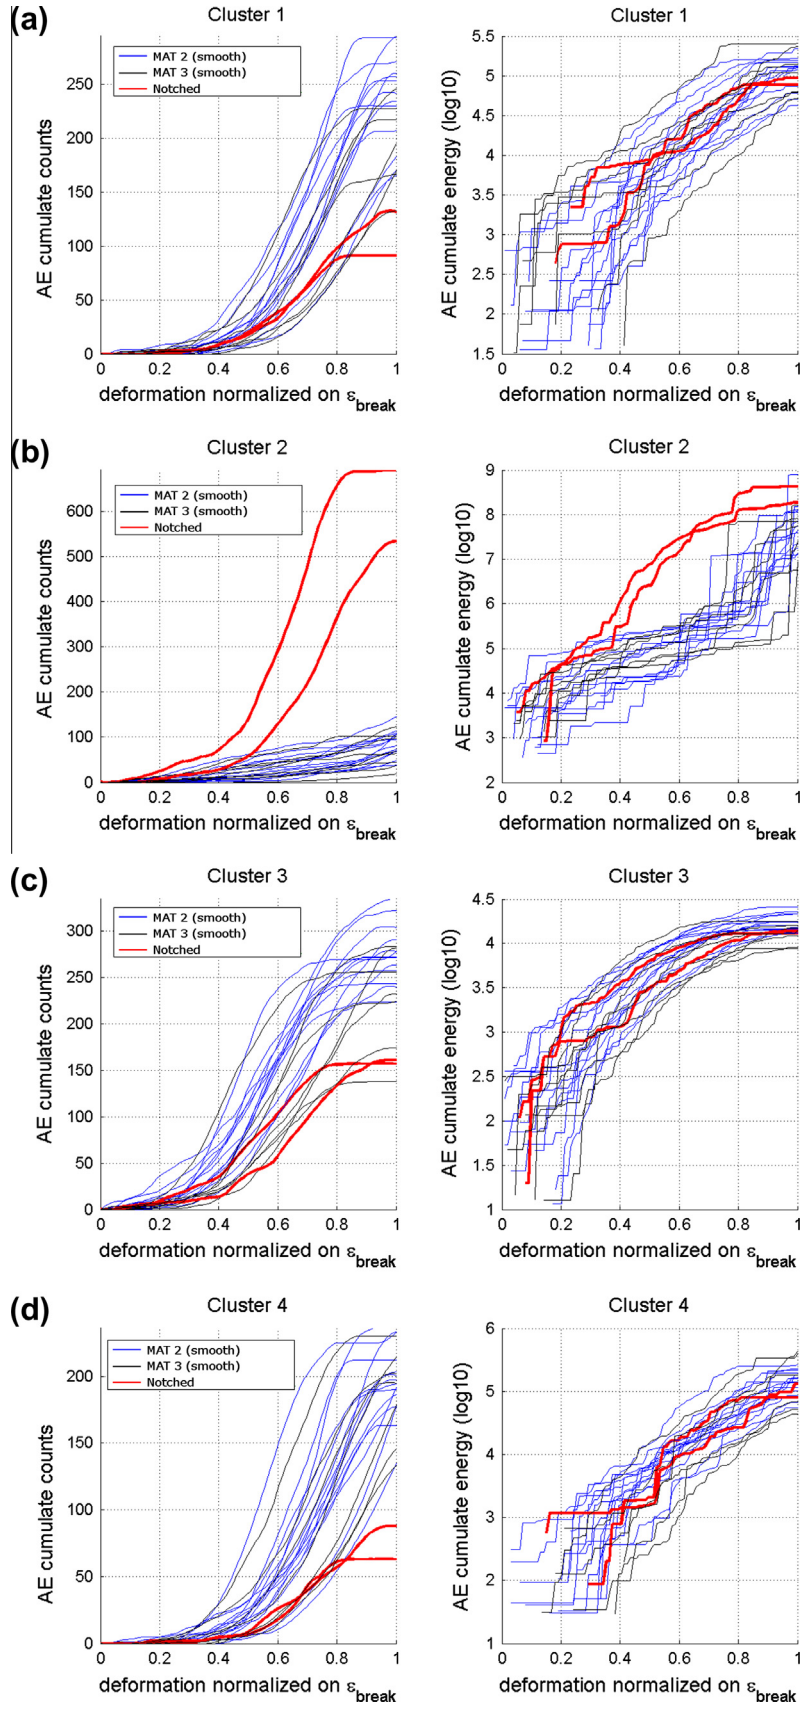 (a)
Cluster 1
AE cumulate counts
250
200
150
100
50
0
MAT 2 (smooth)
MAT 3 (smooth)
Notched
0 0.2 0.4 0.6 0.8 1
deformation normalized on εbreak
Cluster 1
AE cumulate energy (log10)
5.5
5
4.5
4
3.5
3
2.5
2
1.5
0 0.2 0.4 0.6 0.8 1
deformation normalized on εbreak
(b)
Cluster 2
AE cumulate counts
600
500
400
300
200
100
0
MAT 2 (smooth)
MAT 3 (smooth)
Notched
0 0.2 0.4 0.6 0.8 1
deformation normalized on εbreak
Cluster 2
AE cumulate energy (log10)
9
8
7
6
5
4
3
2
0 0.2 0.4 0.6 0.8 1
deformation normalized on εbreak
(c)
Cluster 3
AE cumulate counts
300
250
200
150
100
50
0
MAT 2 (smooth)
MAT 3 (smooth)
Notched
0 0.2 0.4 0.6 0.8 1
deformation normalized on εbreak
Cluster 3
AE cumulate energy (log10)
4.5
4
3.5
3
2.5
2
1.5
1
0 0.2 0.4 0.6 0.8 1
deformation normalized on εbreak
(d)
Cluster 4
AE cumulate counts
200
150
100
50
0
MAT 2 (smooth)
MAT 3 (smooth)
Notched
0 0.2 0.4 0.6 0.8 1
deformation normalized on εbreak
Cluster 4
AE cumulate energy (log10)
6
5
4
3
2
1
0 0.2 0.4 0.6 0.8 1
deformation normalized on εbreak